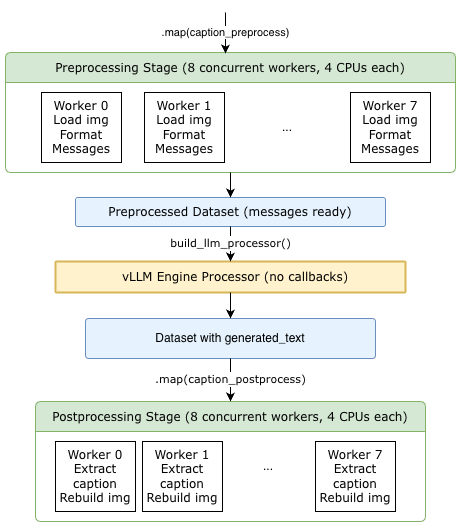 .map(caption_preprocess)
Preprocessing Stage (8 concurrent workers, 4 CPUs each)
Worker 0
Load img
Format
Messages
Worker 1
Load img
Format
Messages
...
Worker 7
Load img
Format
Messages
Preprocessed Dataset (messages ready)
build_llm_processor()
vLLM Engine Processor (no callbacks)
Dataset with generated_text
.map(caption_postprocess)
Postprocessing Stage (8 concurrent workers, 4 CPUs each)
Worker 0
Extract
caption
Rebuild img
Worker 1
Extract
caption
Rebuild img
...
Worker 7
Extract
caption
Rebuild img